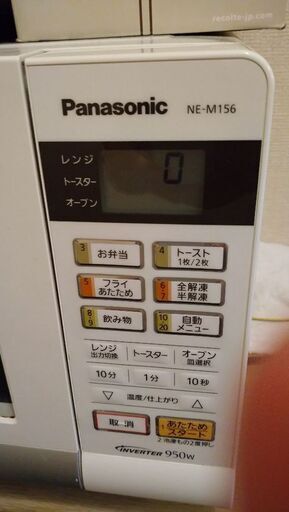 recolte-jp.com
Panasonic NE-M156
レンジ
トースター
オーブン
0
3 お弁当
4 トースト
1枚/2枚
5 フライ
あたため
6・7 全解凍
半解凍
8・9 飲み物
10・20 自動
メニュー
レンジ
出力切換
トースター
オーブン
皿選択
10分 1分 10秒
温度/仕上がり
取消
1 あたため
スタート
2 冷凍もの2度押し
INVERTER 950W